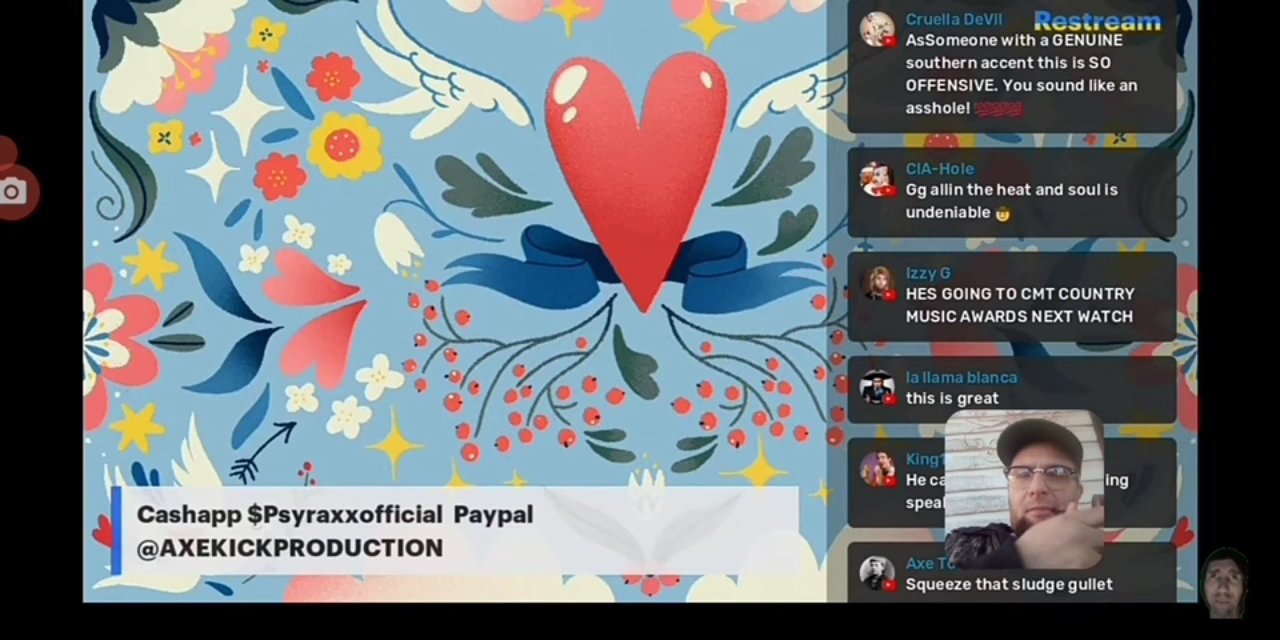 Restream
Cruella DeVil
AsSomeone with a GENUINE
southern accent this is SO
OFFENSIVE. You sound like an
asshole!
CIA-Hole
Gg allin the heat and soul is
undeniable 🤠
Izzy G
HES GOING TO CMT COUNTRY
MUSIC AWARDS NEXT WATCH
la llama blanca
this is great
He
ing
Axe
Squeeze that sludge gullet
Cashapp $Psyraxxofficial Paypal
@AXEKICKPRODUCTION